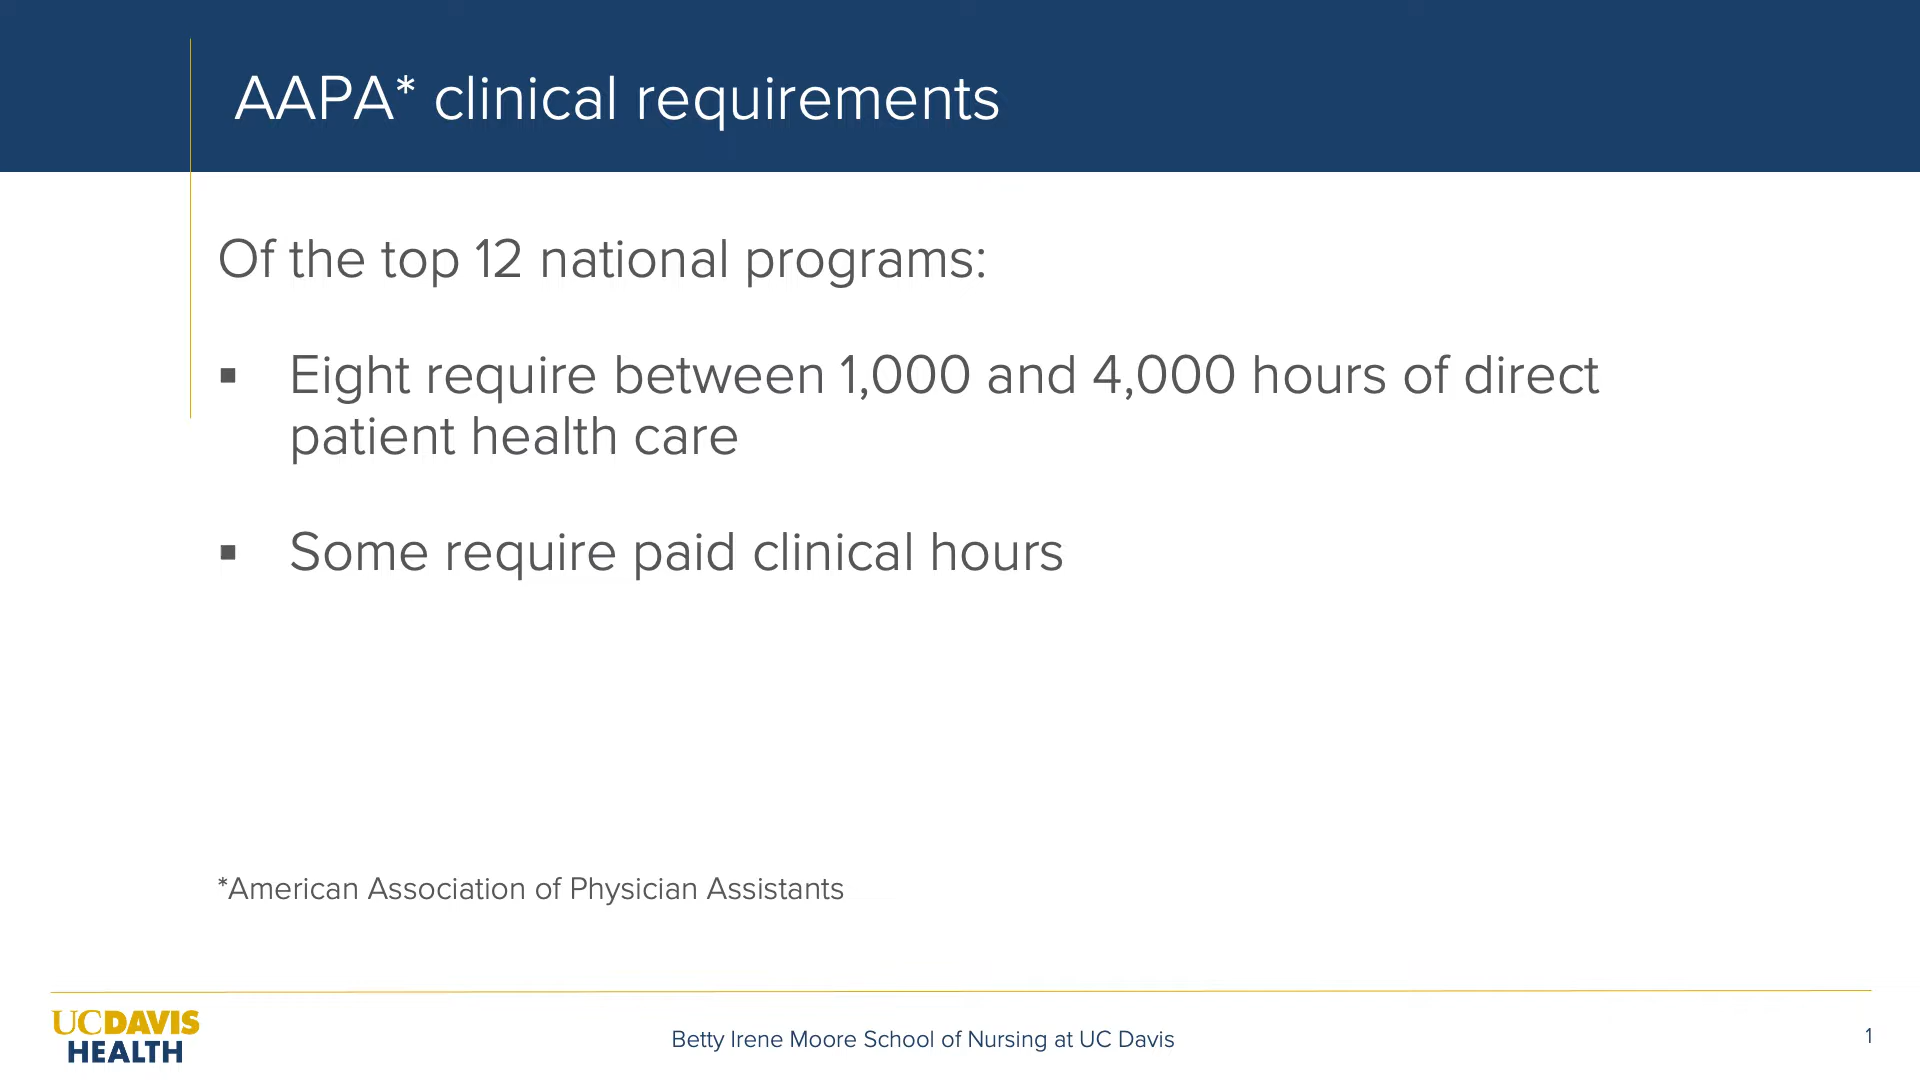 AAPA* clinical requirements
Of the top 12 national programs:
▪ Eight require between 1,000 and 4,000 hours of direct
patient health care
▪ Some require paid clinical hours
*American Association of Physician Assistants
UCDAVIS
HEALTH
Betty Irene Moore School of Nursing at UC Davis
1